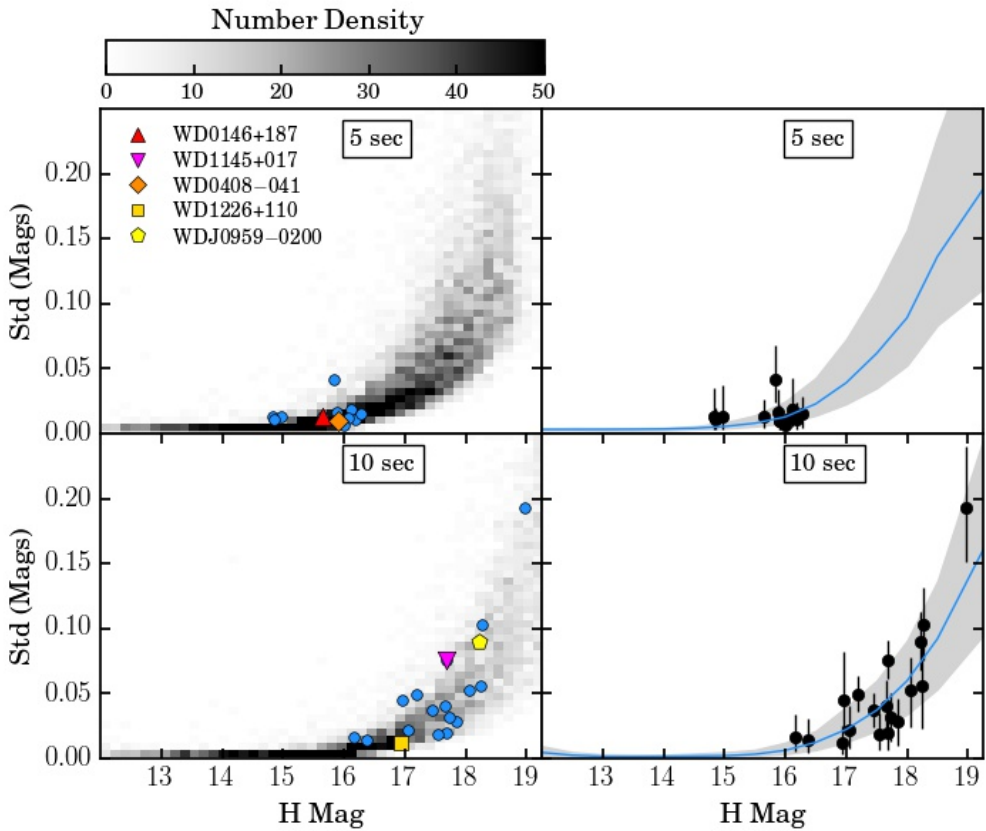 Number Density
0 10 20 30 40 50
WD0146+187
WD1145+017
WD0408−041
WD1226+110
WDJ0959−0200
5 sec
5 sec
0.20
0.15
0.10
0.05
0.00
Std (Mags)
10 sec
10 sec
0.20
0.15
0.10
0.05
0.00
Std (Mags)
13 14 15 16 17 18 19
13 14 15 16 17 18 19
H Mag
H Mag